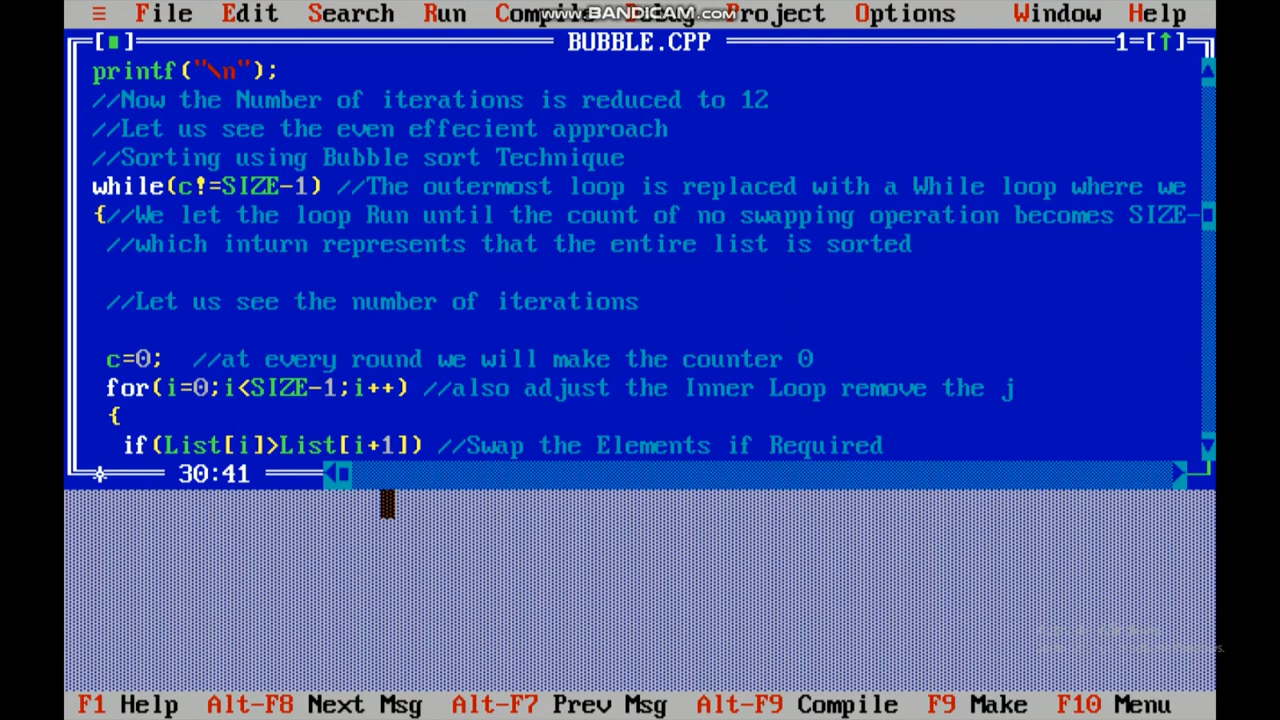 ≡ File Edit Search Run Compile Debug Project Options Window Help
www.BANDICAM.com
[■] BUBBLE.CPP 1=[↑]
printf("\n");
//Now the Number of iterations is reduced to 12
//Let us see the even effecient approach
//Sorting using Bubble sort Technique
while(c!=SIZE-1) //The outermost loop is replaced with a While loop where we
{//We let the loop Run until the count of no swapping operation becomes SIZE-
//which inturn represents that the entire list is sorted
//Let us see the number of iterations
c=0; //at every round we will make the counter 0
for(i=0;i<SIZE-1;i++) //also adjust the Inner Loop remove the j
{
if(List[i]>List[i+1]) //Swap the Elements if Required
30:41
F1 Help Alt-F8 Next Msg Alt-F7 Prev Msg Alt-F9 Compile F9 Make F10 Menu